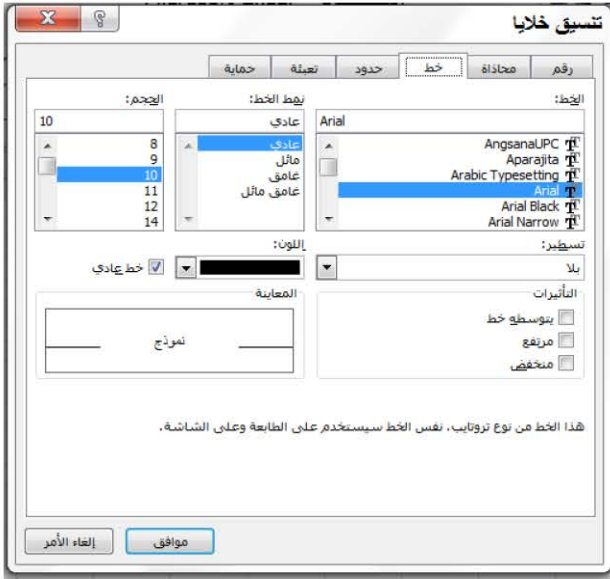 تنسيق خلايا
رقم محاذاة خط حدود تعبئة حماية
الخط: نمط الخط: الحجم:
Arial عادي 10
AngsanaUPC عادي 8
Aparajita مائل 9
Arabic Typesetting غامق 10
Arial غامق مائل 11
Arial Black 12
Arial Narrow 14
تسطير: اللون:
بلا خط عادي
التأثيرات المعاينة
يتوسطه خط
مرتفع
منخفض
نموذج
هذا الخط من نوع تروتايب. نفس الخط سيستخدم على الطابعة وعلى الشاشة.
موافق إلغاء الأمر